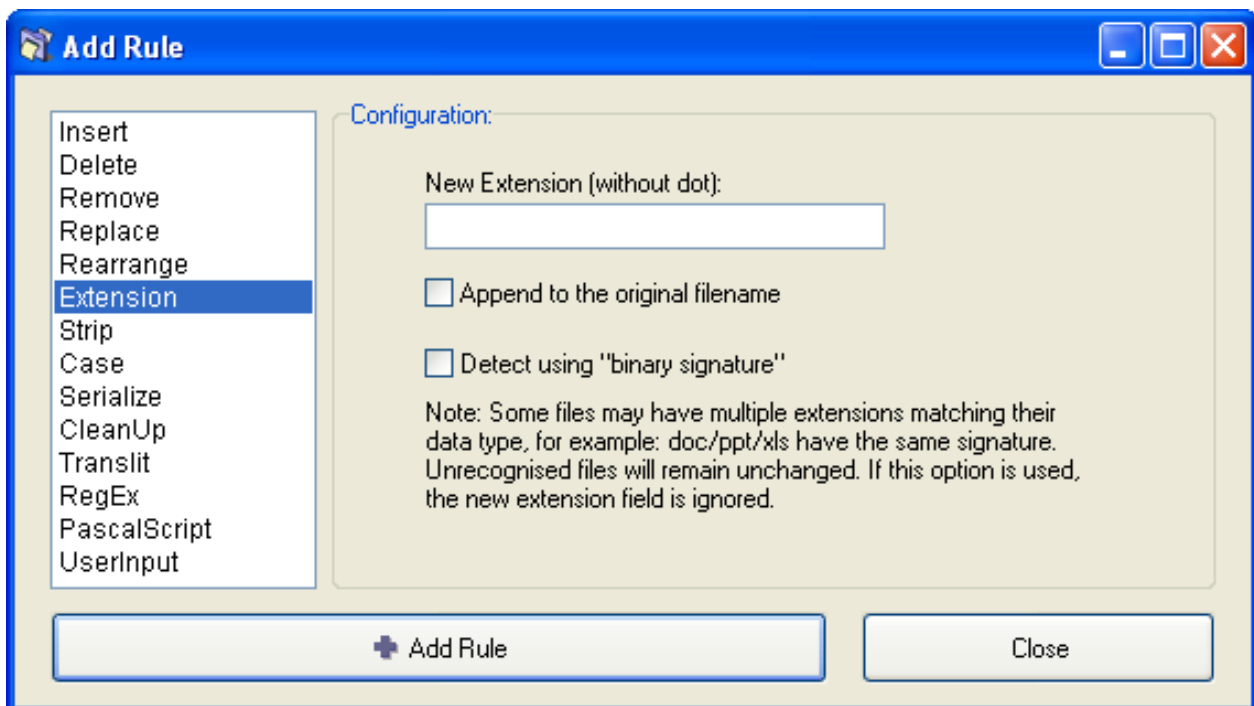 Add Rule
Insert
Delete
Remove
Replace
Rearrange
Extension
Strip
Case
Serialize
CleanUp
Translit
RegEx
PascalScript
UserInput
Configuration:
New Extension (without dot):
Append to the original filename
Detect using "binary signature"
Note: Some files may have multiple extensions matching their
data type, for example: doc/ppt/xls have the same signature.
Unrecognised files will remain unchanged. If this option is used,
the new extension field is ignored.
Add Rule
Close